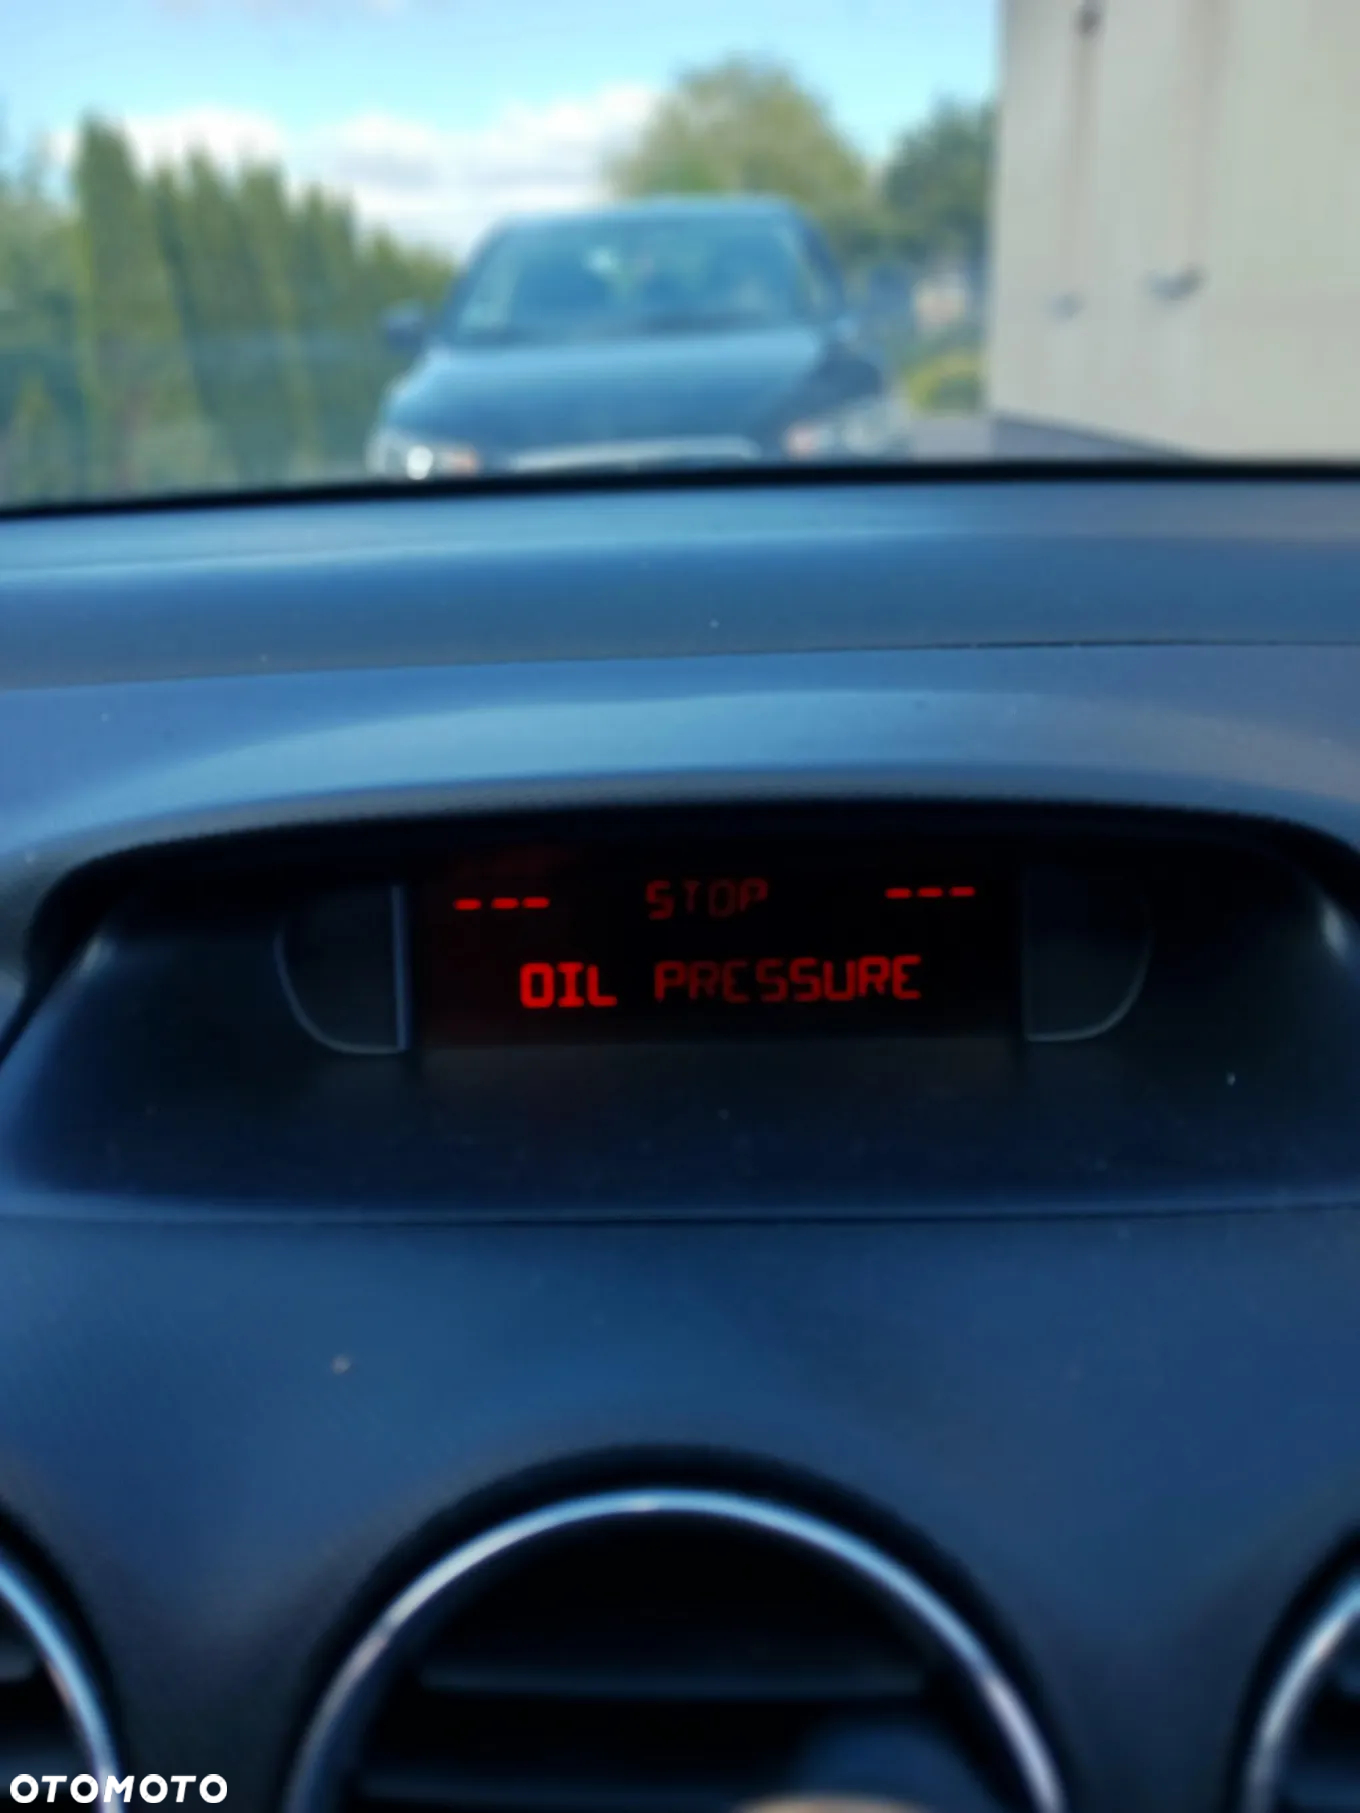 --- STOP ---
OIL PRESSURE
OTOMOTO